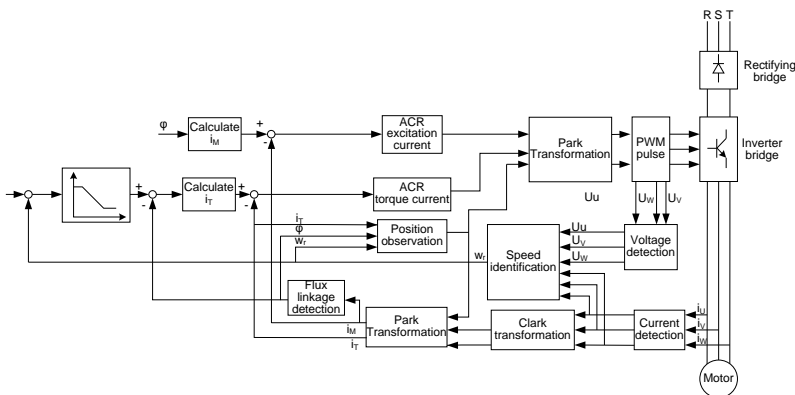 R S T
Rectifying
bridge
φ
Calculate
iM
+
-
ACR
excitation
current
Park
Transformation
PWM
pulse
Inverter
bridge
+
-
Calculate
iT
+
-
ACR
torque current
Uu
UW
UV
iT
φ
wr
Position
observation
wr
Speed
identification
Uu
UV
UW
Voltage
detection
Flux
linkage
detection
iM
iT
Park
Transformation
Clark
transformation
Current
detection
iU
iV
iW
Motor